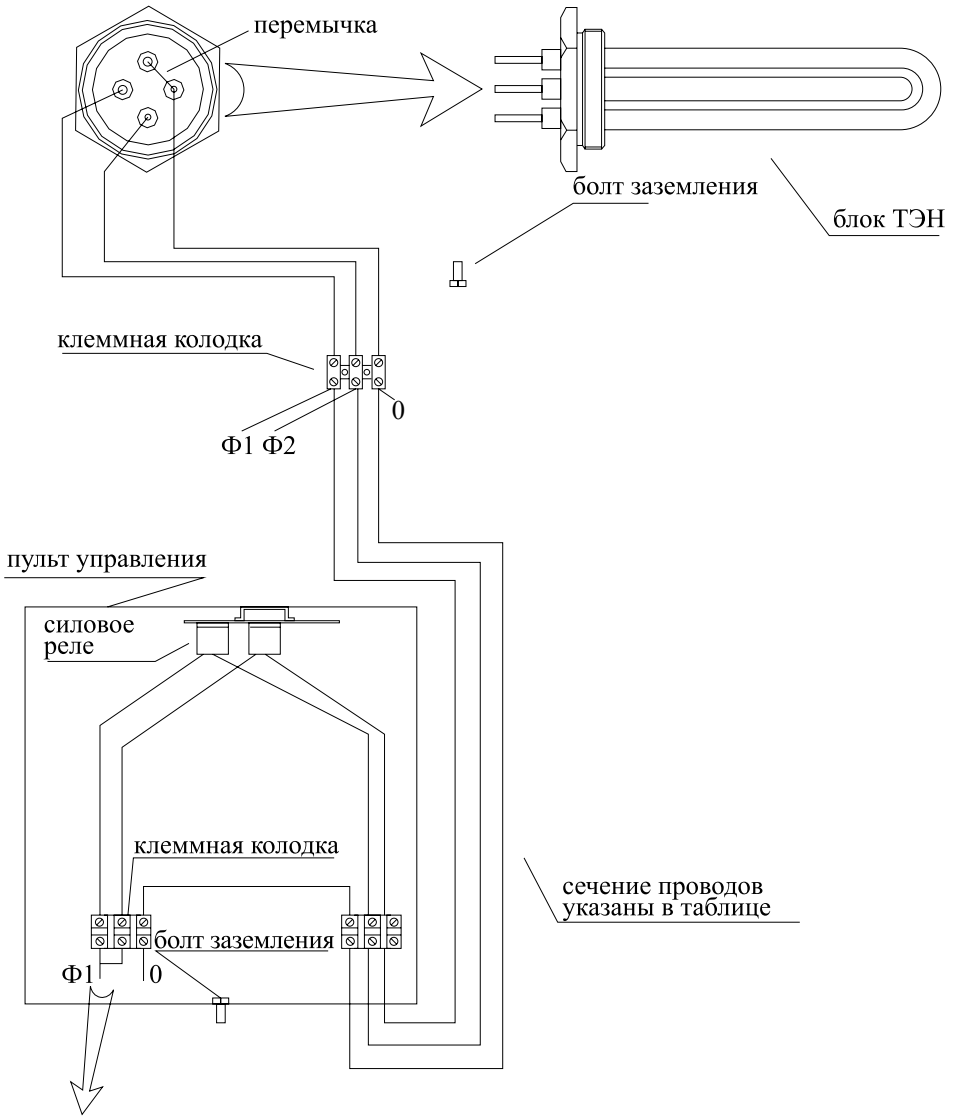 перемычка
болт заземления
блок ТЭН
клеммная колодка
0
Ф1 Ф2
пульт управления
силовое
реле
клеммная колодка
сечение проводов
указаны в таблице
болт заземления
Ф1
0